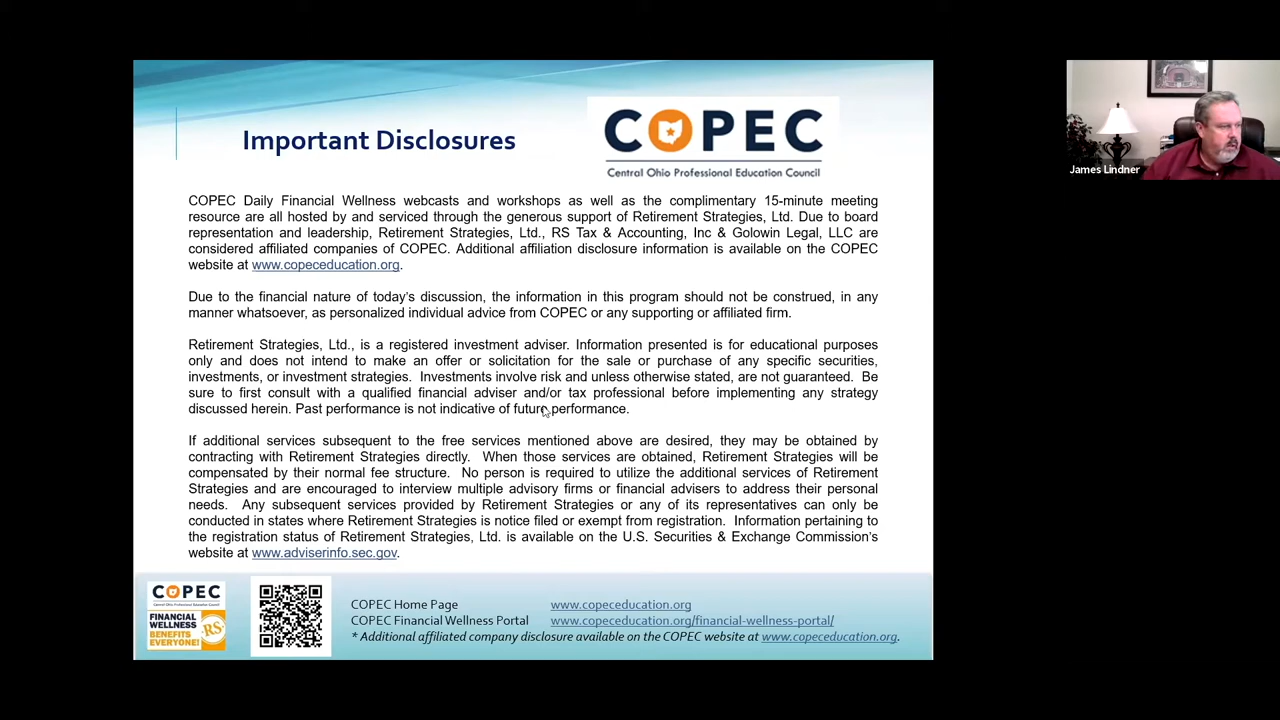 Important Disclosures
COPEC
Central Ohio Professional Education Council
James Lindner
COPEC Daily Financial Wellness webcasts and workshops as well as the complimentary 15-minute meeting
resource are all hosted by and serviced through the generous support of Retirement Strategies, Ltd. Due to board
representation and leadership, Retirement Strategies, Ltd., RS Tax & Accounting, Inc & Golowin Legal, LLC are
considered affiliated companies of COPEC. Additional affiliation disclosure information is available on the COPEC
website at www.copeceducation.org.
Due to the financial nature of today's discussion, the information in this program should not be construed, in any
manner whatsoever, as personalized individual advice from COPEC or any supporting or affiliated firm.
Retirement Strategies, Ltd., is a registered investment adviser. Information presented is for educational purposes
only and does not intend to make an offer or solicitation for the sale or purchase of any specific securities,
investments, or investment strategies. Investments involve risk and unless otherwise stated, are not guaranteed. Be
sure to first consult with a qualified financial adviser and/or tax professional before implementing any strategy
discussed herein. Past performance is not indicative of future performance.
If additional services subsequent to the free services mentioned above are desired, they may be obtained by
contracting with Retirement Strategies directly. When those services are obtained, Retirement Strategies will be
compensated by their normal fee structure. No person is required to utilize the additional services of Retirement
Strategies and are encouraged to interview multiple advisory firms or financial advisers to address their personal
needs. Any subsequent services provided by Retirement Strategies or any of its representatives can only be
conducted in states where Retirement Strategies is notice filed or exempt from registration. Information pertaining to
the registration status of Retirement Strategies, Ltd. is available on the U.S. Securities & Exchange Commission's
website at www.adviserinfo.sec.gov.
COPEC
Central Ohio Professional Education Council
FINANCIAL
WELLNESS
BENEFITS
EVERYONE!
RS
COPEC Home Page www.copeceducation.org
COPEC Financial Wellness Portal www.copeceducation.org/financial-wellness-portal/
* Additional affiliated company disclosure available on the COPEC website at www.copeceducation.org.